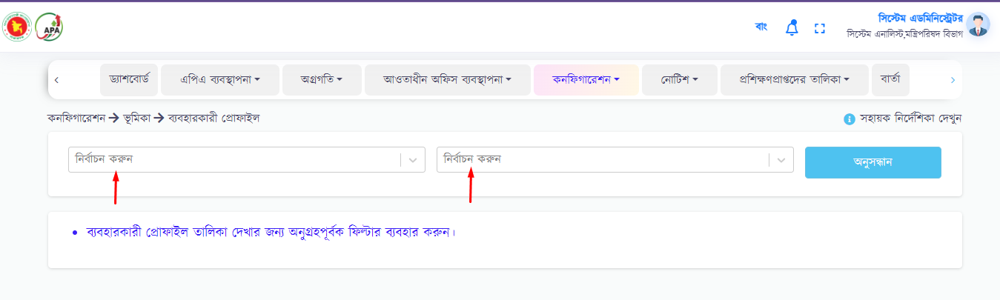 APA
বাং
সিস্টেম এডমিনিস্ট্রেটর
সিস্টেম এনালিস্ট,মন্ত্রিপরিষদ বিভাগ
ড্যাশবোর্ড এপিএ ব্যবস্থাপনা অগ্রগতি আওতাধীন অফিস ব্যবস্থাপনা কনফিগারেশন নোটিশ প্রশিক্ষণপ্রাপ্তদের তালিকা বার্তা
কনফিগারেশন → ভূমিকা → ব্যবহারকারী প্রোফাইল সহায়ক নির্দেশিকা দেখুন
নির্বাচন করুন নির্বাচন করুন অনুসন্ধান
• ব্যবহারকারী প্রোফাইল তালিকা দেখার জন্য অনুগ্রহপূর্বক ফিল্টার ব্যবহার করুন।